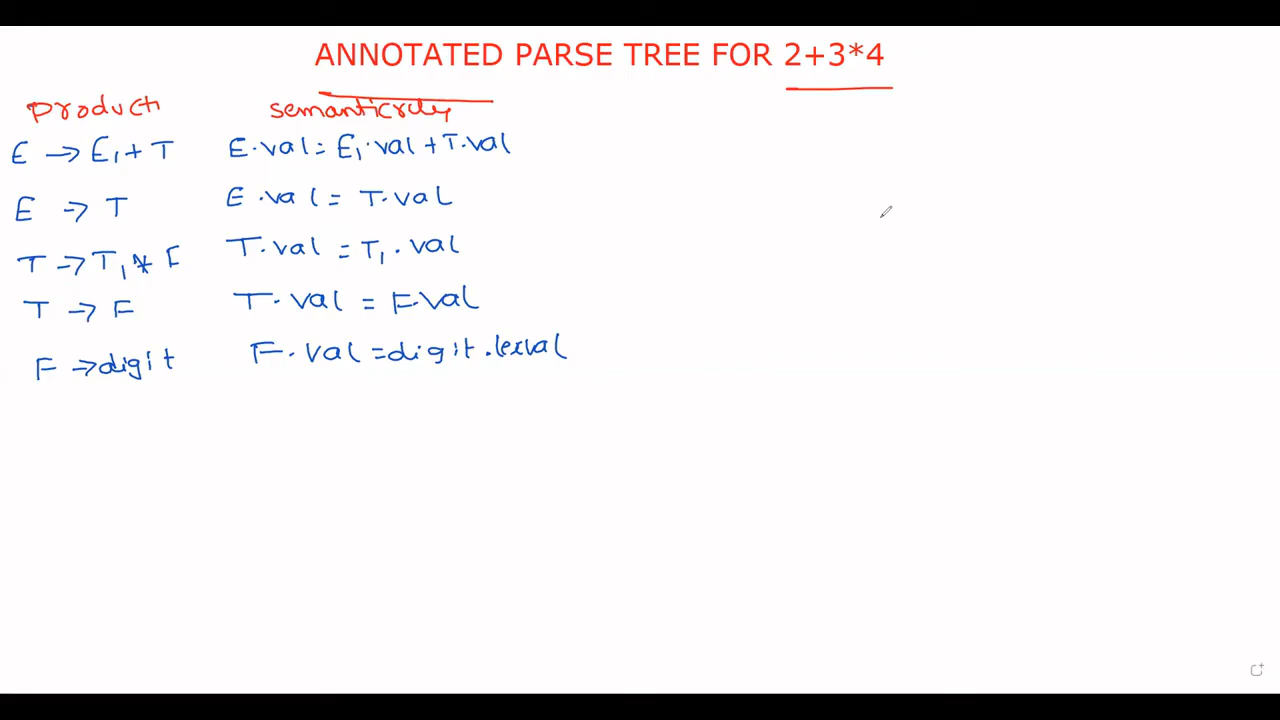 ANNOTATED PARSE TREE FOR 2+3*4
Product semanticrules
E → E₁ + T E.val = E₁.val + T.val
E → T E.val = T.val
T → T₁ * F T.val = T₁.val
T → F T.val = F.val
F → digit F.val = digit.lexval